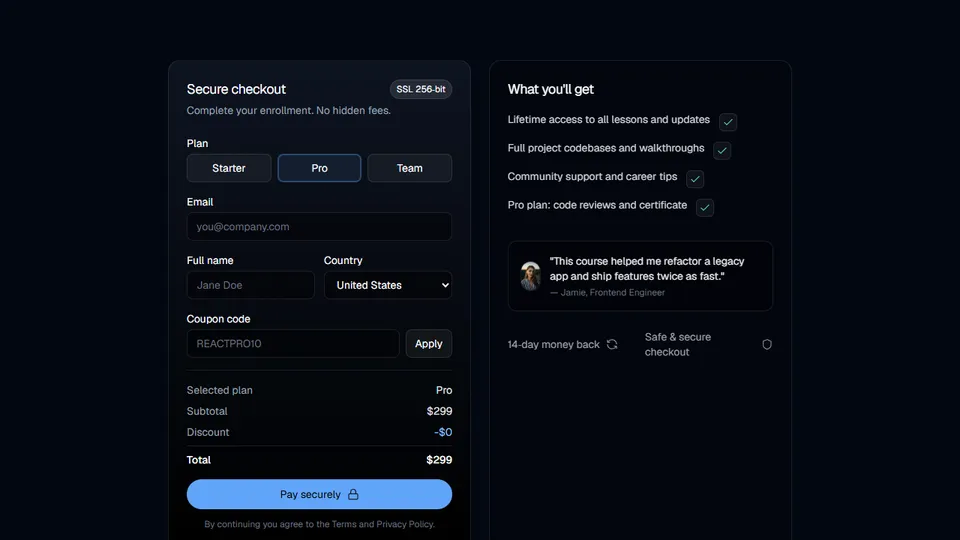 Secure checkout
SSL 256-bit
Complete your enrollment. No hidden fees.
Plan
Starter
Pro
Team
Email
you@company.com
Full name
Country
Jane Doe
United States
Coupon code
REACTPRO10
Apply
Selected plan
Pro
Subtotal
$299
Discount
-$0
Total
$299
Pay securely
By continuing you agree to the Terms and Privacy Policy.
What you'll get
Lifetime access to all lessons and updates
Full project codebases and walkthroughs
Community support and career tips
Pro plan: code reviews and certificate
"This course helped me refactor a legacy
app and ship features twice as fast."
— Jamie, Frontend Engineer
14-day money back
Safe & secure
checkout